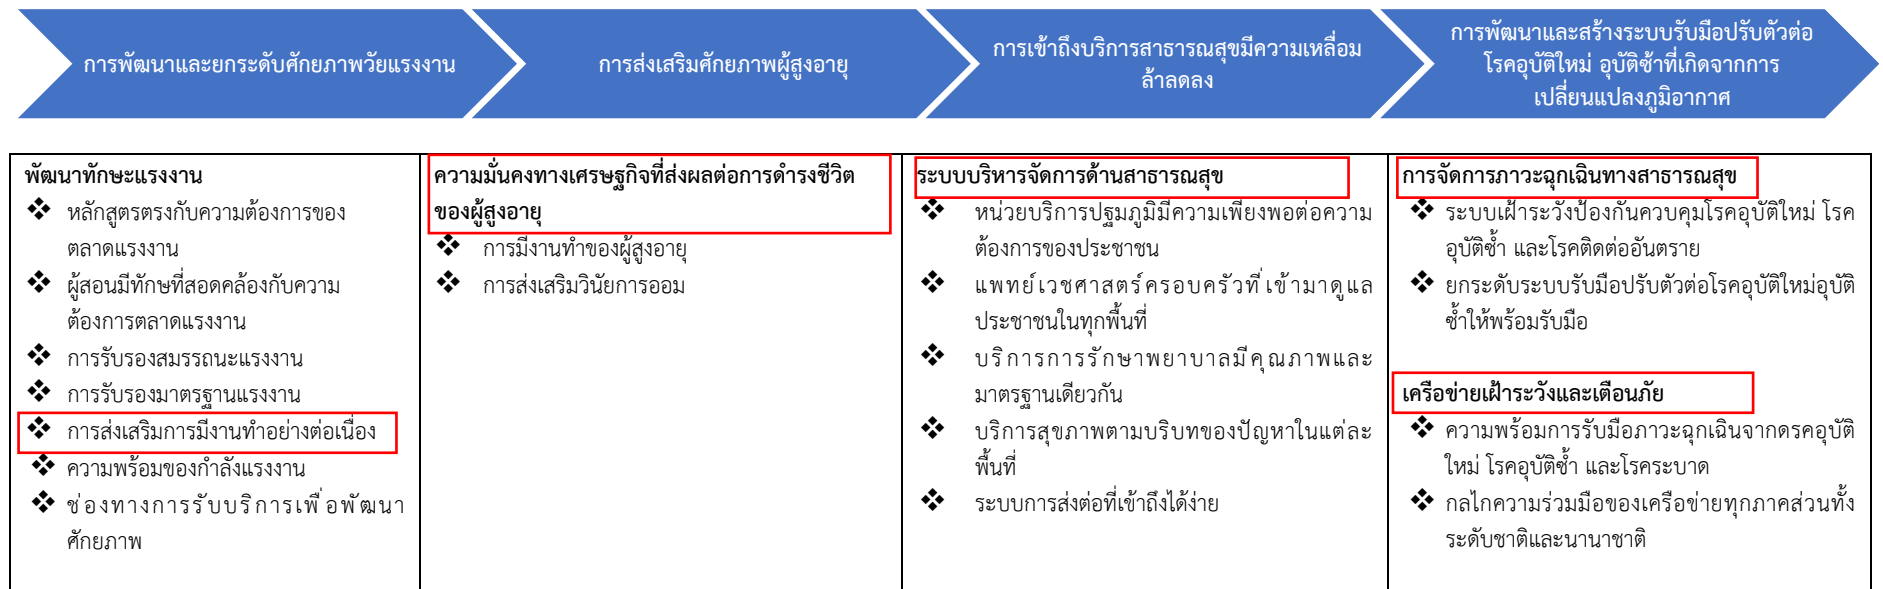 การพัฒนาและยกระดับศักยภาพวัยแรงงาน
การส่งเสริมศักยภาพผู้สูงอายุ
การเข้าถึงบริการสาธารณสุขมีความเหลื่อม
ล้ำลดลง
การพัฒนาและสร้างระบบรับมือปรับตัวต่อ
โรคอุบัติใหม่ อุบัติซ้ำที่เกิดจากการ
เปลี่ยนแปลงภูมิอากาศ
พัฒนาทักษะแรงงาน
❖ หลักสูตรตรงกับความต้องการของ
ตลาดแรงงาน
❖ ผู้สอนมีทักษ่ที่สอดคล้องกับความ
ต้องการตลาดแรงงาน
❖ การรับรองสมรรถนะแรงงาน
❖ การรับรองมาตรฐานแรงงาน
❖ การส่งเสริมการมีงานทำอย่างต่อเนื่อง
❖ ความพร้อมของกำลังแรงงาน
❖ ช่องทางการรับบริการเพื่อพัฒนา
ศักยภาพ
ความมั่นคงทางเศรษฐกิจที่ส่งผลต่อการดำรงชีวิต
ของผู้สูงอายุ
❖ การมีงานทำของผู้สูงอายุ
❖ การส่งเสริมวินัยการออม
ระบบบริหารจัดการด้านสาธารณสุข
❖ หน่วยบริการปฐมภูมิมีความเพียงพอต่อความ
ต้องการของประชาชน
❖ แพทย์เวชศาสตร์ครอบครัวที่เข้ามาดูแล
ประชาชนในทุกพื้นที่
❖ บริการการรักษาพยาบาลมีคุณภาพและ
มาตรฐานเดียวกัน
❖ บริการสุขภาพตามบริบทของปัญหาในแต่ละ
พื้นที่
❖ ระบบการส่งต่อที่เข้าถึงได้ง่าย
การจัดการภาวะฉุกเฉินทางสาธารณสุข
❖ ระบบเฝ้าระวังป้องกันควบคุมโรคอุบัติใหม่ โรค
อุบัติซ้ำ และโรคติดต่ออันตราย
❖ ยกระดับระบบรับมือปรับตัวต่อโรคอุบัติใหม่อุบัติ
ซ้ำให้พร้อมรับมือ
เครือข่ายเฝ้าระวังและเตือนภัย
❖ ความพร้อมการรับมือภาวะฉุกเฉินจากดรคอุบัติ
ใหม่ โรคอุบัติซ้ำ และโรคระบาด
❖ กลไกความร่วมมือของเครือข่ายทุกภาคส่วนทั้ง
ระดับชาติและนานาชาติ